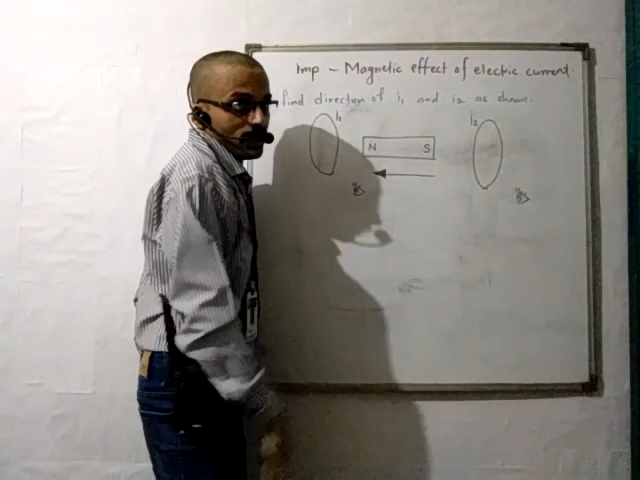 Imp - Magnetic effect of electric current.
find direction of i1 and i2 as shown.
i1
i2
N S